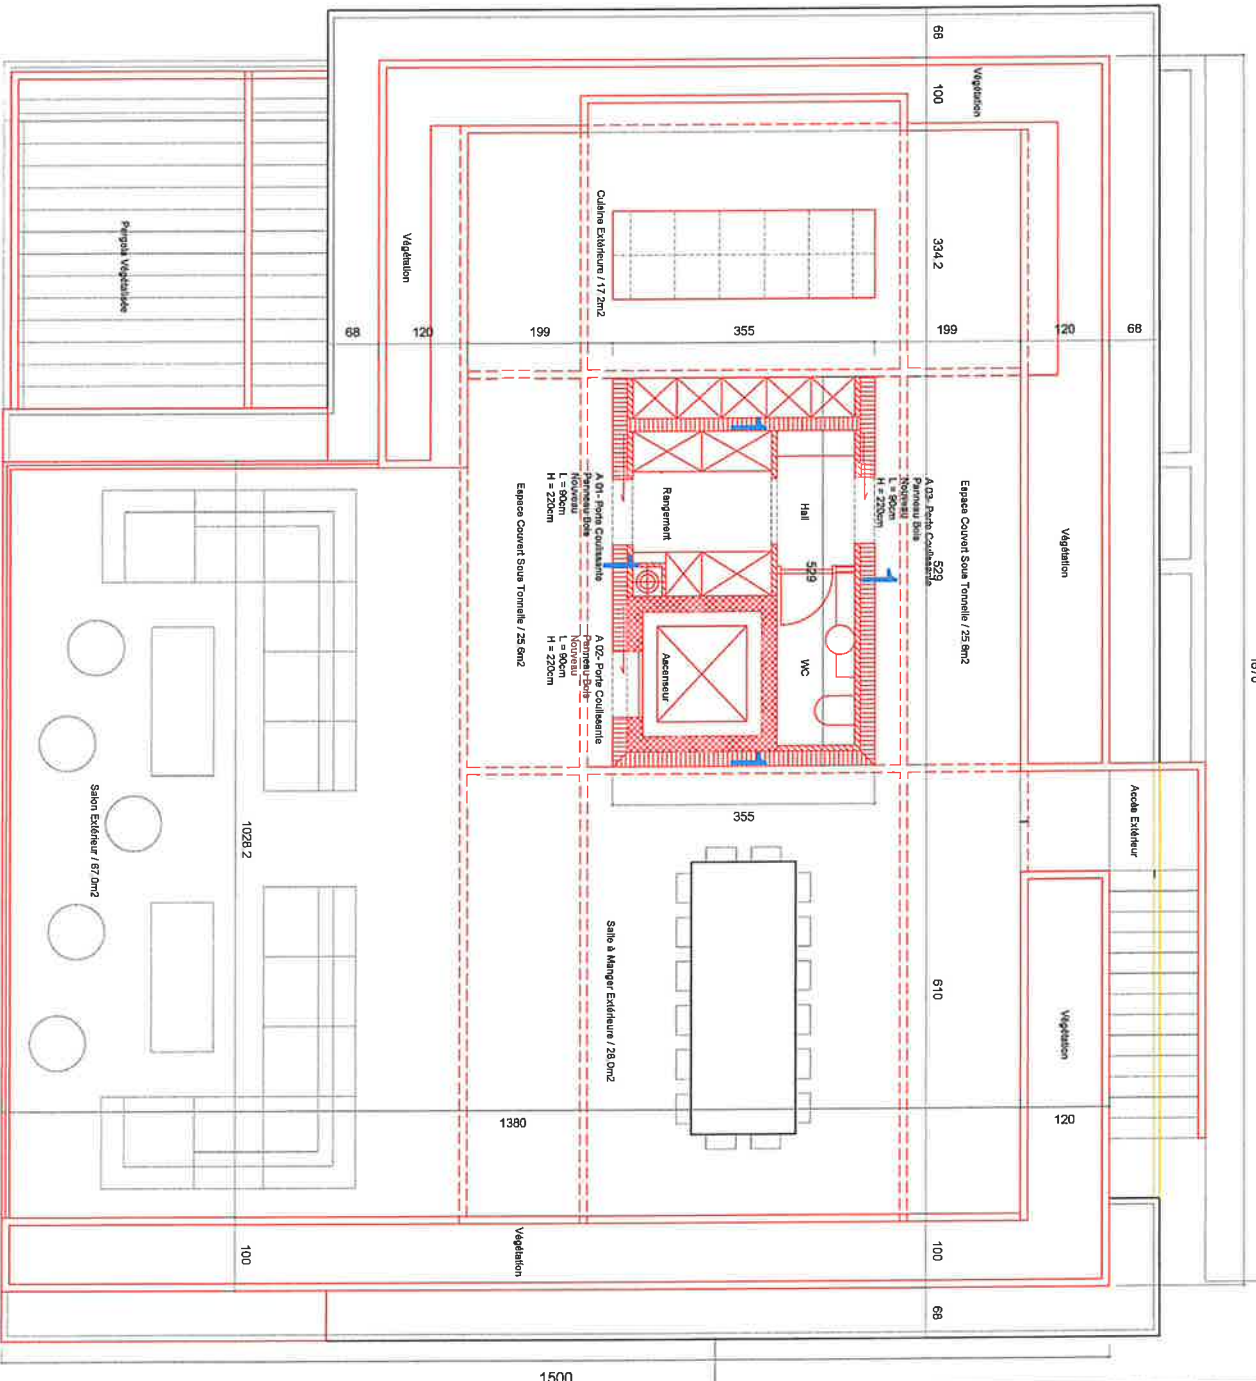 68
Végétation
100
Végétation
Pergola Végétalisée
Cuisine Extérieure / 17.2m2
334.2
68
120
199
355
199
120
68
A 03- Porte Coulissante
Panneau Bois
Nouveau
L = 90cm
H = 220cm
529
Espace Couvert Sous Tonnelle / 25.6m2
Végétation
A 01- Porte Coulissante
Panneau Bois
Nouveau
L = 90cm
H = 220cm
Espace Couvert Sous Tonnelle / 25.6m2
Rangement
Hall
529
A 02- Porte Coulissante
Panneau Bois
Nouveau
L = 90cm
H = 220cm
Ascenseur
WC
355
Accès Extérieur
Salon Extérieur / 67.0m2
1028.2
Salle à Manger Extérieure / 28.0m2
610
Végétation
1380
120
Végétation
100
100
68
1500